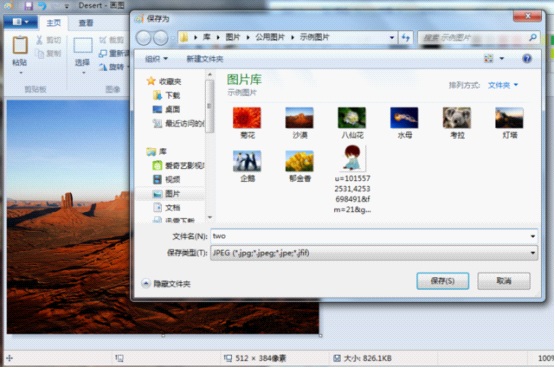 Desert - 画图
保存为
主页
查看
库
图片
公用图片
示例图片
搜索 示例图片
组织
新建文件夹
粘贴
剪切
复制
剪贴板
选择
裁剪
重新调
旋转
图像
收藏夹
下载
桌面
最近访问的位
库
爱奇艺影视库
视频
图片
文档
迅雷下载
图片库
示例图片
排列方式:
文件夹
菊花
沙漠
八仙花
水母
考拉
灯塔
企鹅
郁金香
u=101557
2531,4253
698491&f
m=21&g...
文件名(N):
two
保存类型(T):
JPEG (*.jpg;*.jpeg;*.jpe;*.jfif)
隐藏文件夹
保存(S)
取消
512 × 384像素
大小: 826.1KB
100%